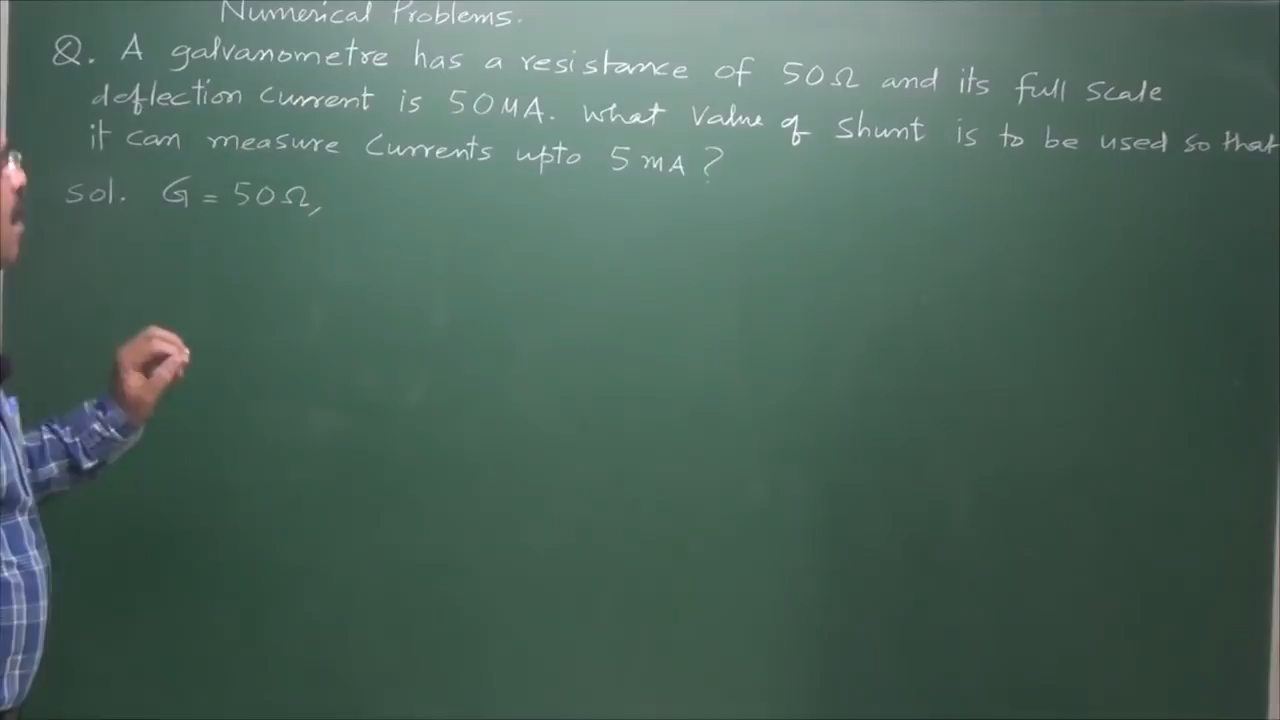 Numerical Problems.
Q. A galvanometre has a resistance of 50Ω and its full scale
deflection current is 50MA. What value of shunt is to be used so that
it can measure currents upto 5mA?
Sol. G = 50Ω,